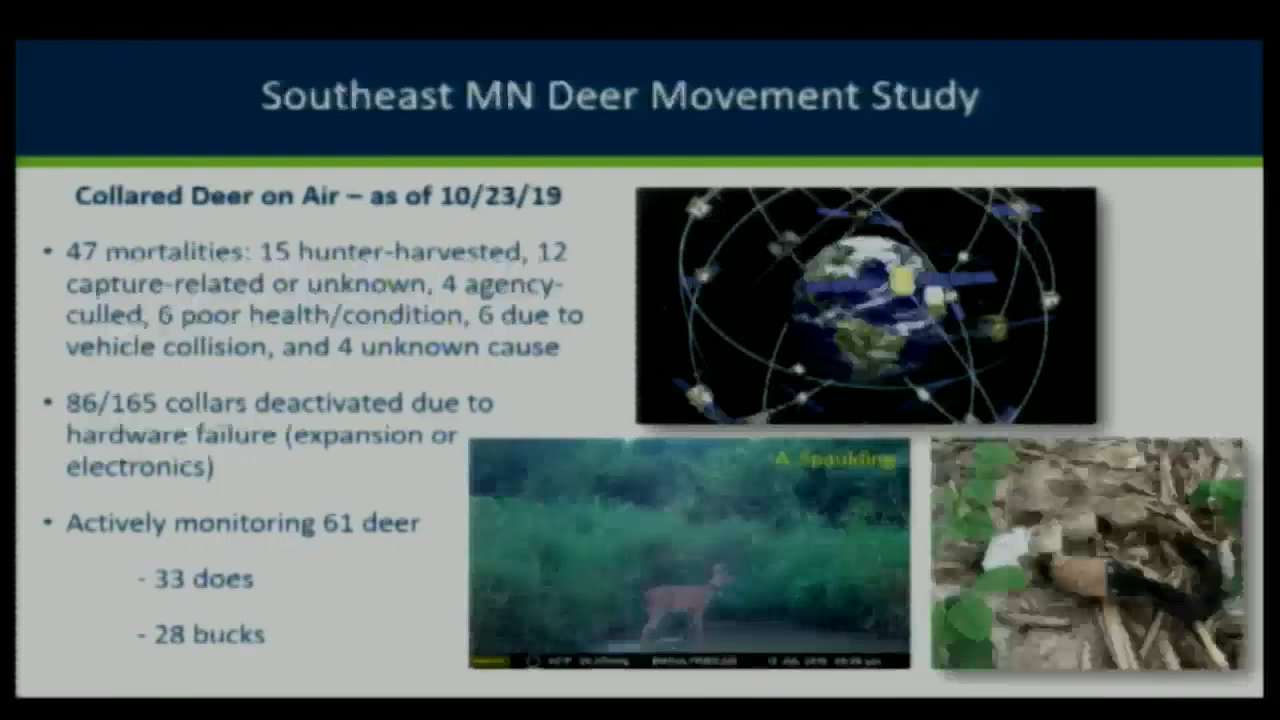 Southeast MN Deer Movement Study
Collared Deer on Air – as of 10/23/19
• 47 mortalities: 15 hunter-harvested, 12
capture-related or unknown, 4 agency-
culled, 6 poor health/condition, 6 due to
vehicle collision, and 4 unknown cause
• 86/165 collars deactivated due to
hardware failure (expansion or
electronics)
A. Spaulding
• Actively monitoring 61 deer
- 33 does
- 28 bucks